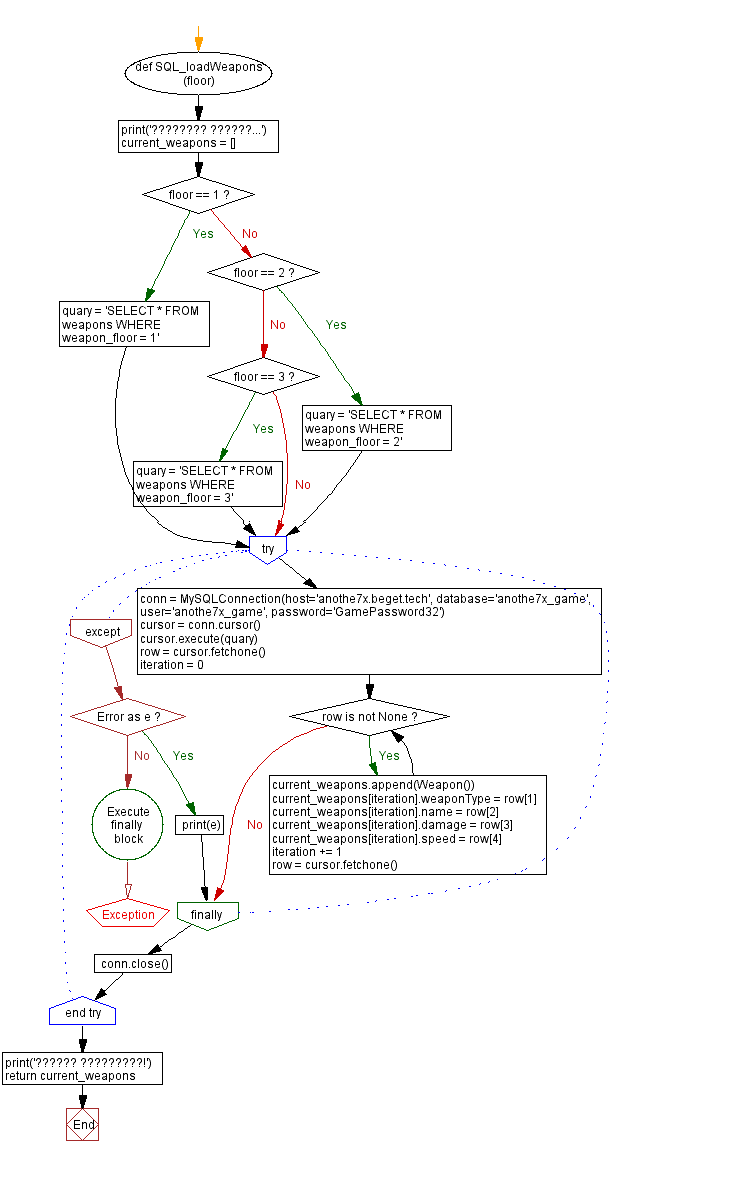 def SQL_loadWeapons
(floor)
print('???????? ??????...')
current_weapons = []
floor == 1 ?
Yes
No
floor == 2 ?
quary = 'SELECT * FROM
weapons WHERE
weapon_floor = 1'
No
Yes
floor == 3 ?
quary = 'SELECT * FROM
weapons WHERE
weapon_floor = 2'
Yes
quary = 'SELECT * FROM
weapons WHERE
weapon_floor = 3'
No
try
conn = MySQLConnection(host='anothe7x.beget.tech', database='anothe7x_game',
user='anothe7x_game', password='GamePassword32')
cursor = conn.cursor()
cursor.execute(quary)
row = cursor.fetchone()
iteration = 0
except
Error as e ?
row is not None ?
No
Yes
Yes
current_weapons.append(Weapon())
current_weapons[iteration].weaponType = row[1]
current_weapons[iteration].name = row[2]
current_weapons[iteration].damage = row[3]
current_weapons[iteration].speed = row[4]
iteration += 1
row = cursor.fetchone()
Execute
finally
block
print(e)
No
Exception
finally
conn.close()
end try
print('?????? ?????????!')
return current_weapons
End